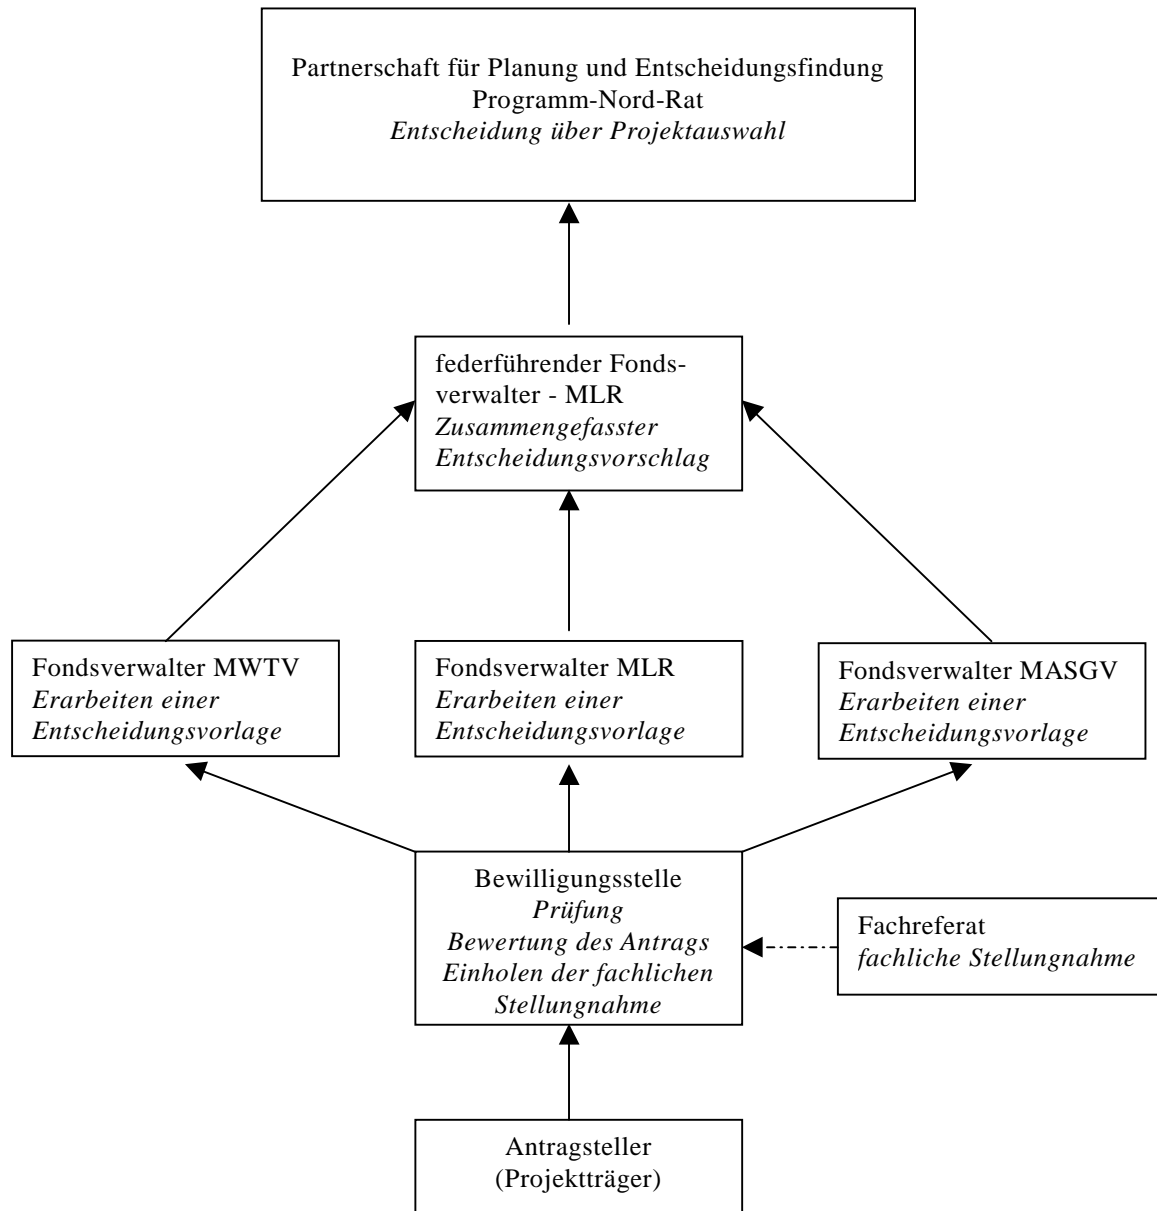 Partnerschaft für Planung und Entscheidungsfindung
Programm-Nord-Rat
Entscheidung über Projektauswahl
federführender Fonds-
verwalter - MLR
Zusammengefasster
Entscheidungsvorschlag
Fondsverwalter MWTV
Erarbeiten einer
Entscheidungsvorlage
Fondsverwalter MLR
Erarbeiten einer
Entscheidungsvorlage
Fondsverwalter MASGV
Erarbeiten einer
Entscheidungsvorlage
Bewilligungsstelle
Prüfung
Bewertung des Antrags
Einholen der fachlichen
Stellungnahme
Fachreferat
fachliche Stellungnahme
Antragsteller
(Projektträger)